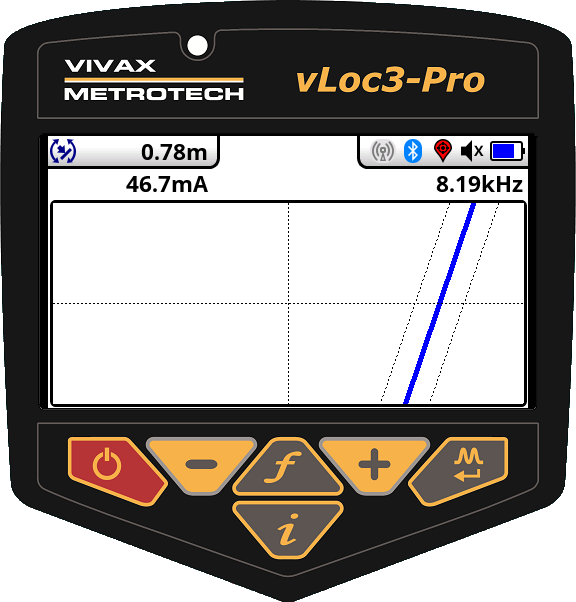 VIVAX
METROTECH
vLoc3-Pro
0.78m
x
46.7mA
8.19kHz
f
i